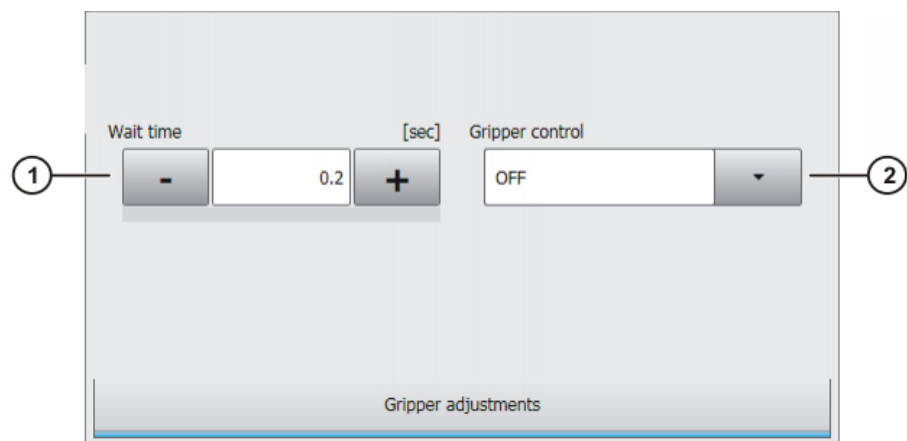 Wait time [sec] Gripper control
1 - 0.2 + OFF 2
Gripper adjustments